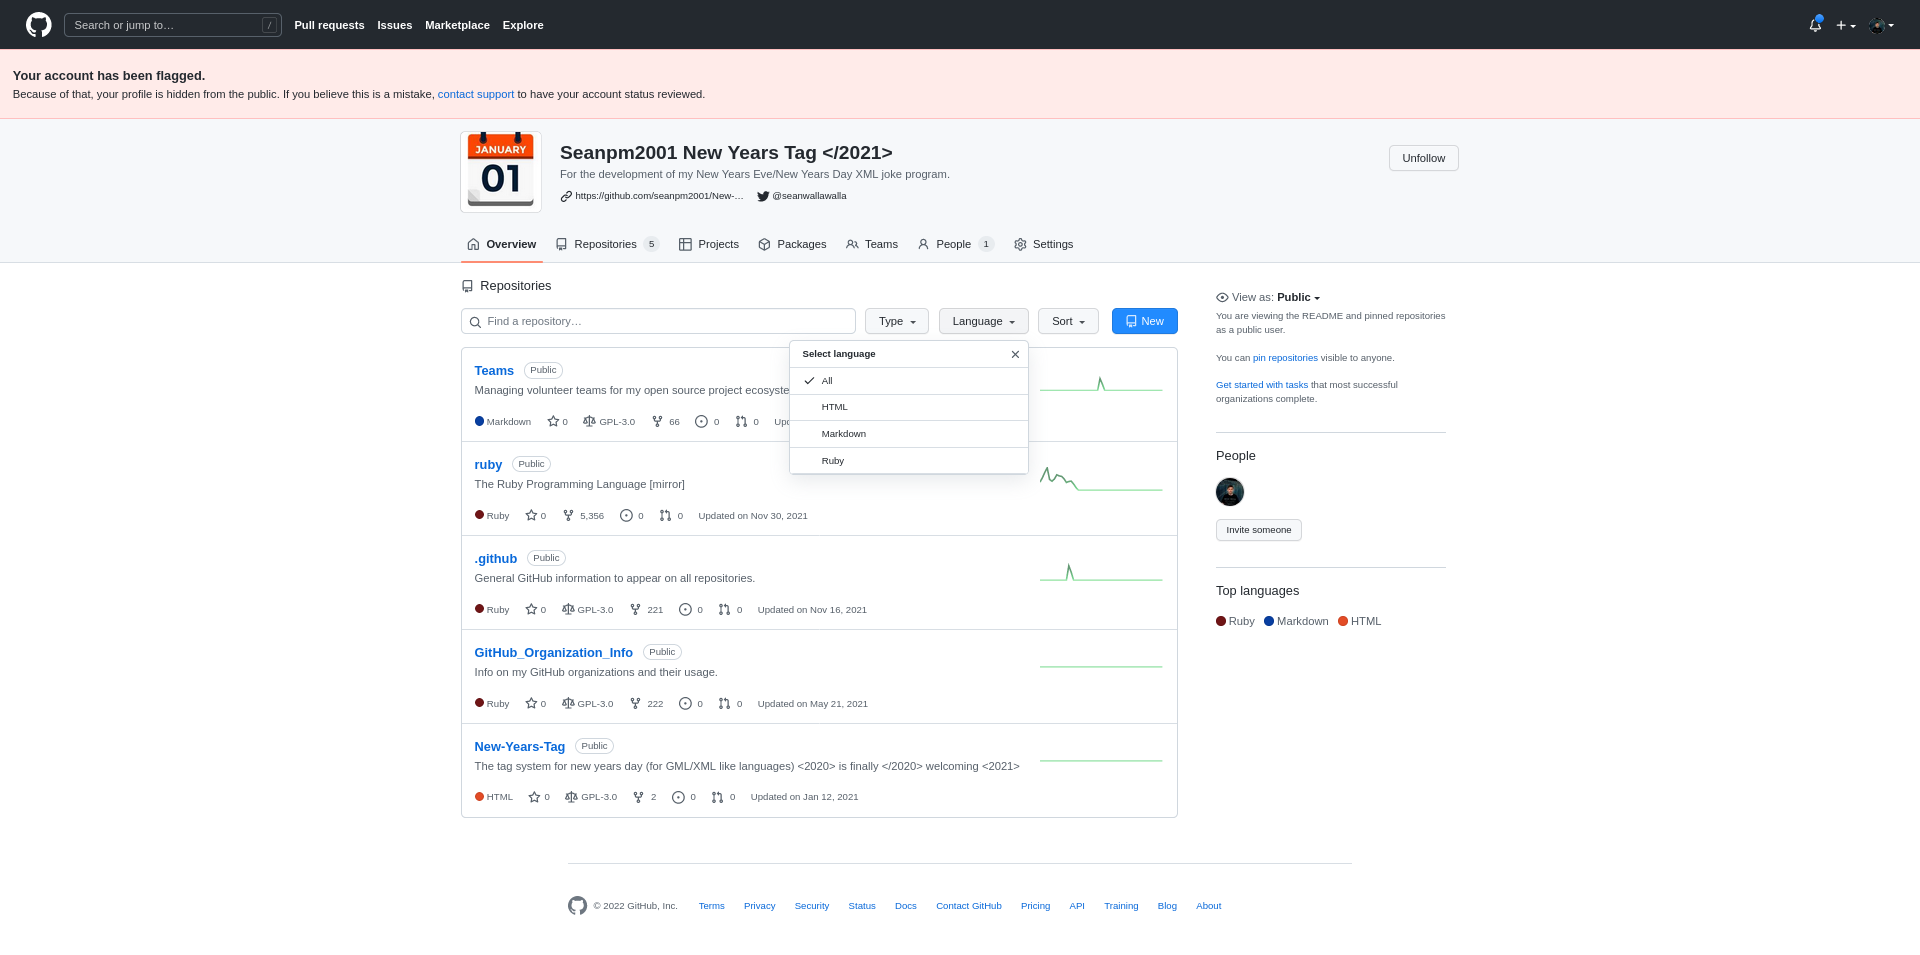 Search or jump to… /
Pull requests Issues Marketplace Explore
Your account has been flagged.
Because of that, your profile is hidden from the public. If you believe this is a mistake, contact support to have your account status reviewed.
JANUARY
01
Seanpm2001 New Years Tag </2021>
For the development of my New Years Eve/New Years Day XML joke program.
https://github.com/seanpm2001/New-… @seanwallawalla
Unfollow
Overview Repositories 5 Projects Packages Teams People 1 Settings
Repositories
Find a repository…
Type Language Sort New
Select language
All
HTML
Markdown
Ruby
Teams Public
Managing volunteer teams for my open source project ecosyste
Markdown 0 GPL-3.0 66 0 0
ruby Public
The Ruby Programming Language [mirror]
Ruby 0 5,356 0 0 Updated on Nov 30, 2021
.github Public
General GitHub information to appear on all repositories.
Ruby 0 GPL-3.0 221 0 0 Updated on Nov 16, 2021
GitHub_Organization_Info Public
Info on my GitHub organizations and their usage.
Ruby 0 GPL-3.0 222 0 0 Updated on May 21, 2021
New-Years-Tag Public
The tag system for new years day (for GML/XML like languages) <2020> is finally </2020> welcoming <2021>
HTML 0 GPL-3.0 2 0 0 Updated on Jan 12, 2021
View as: Public
You are viewing the README and pinned repositories
as a public user.
You can pin repositories visible to anyone.
Get started with tasks that most successful
organizations complete.
People
Invite someone
Top languages
Ruby Markdown HTML
© 2022 GitHub, Inc. Terms Privacy Security Status Docs Contact GitHub Pricing API Training Blog About